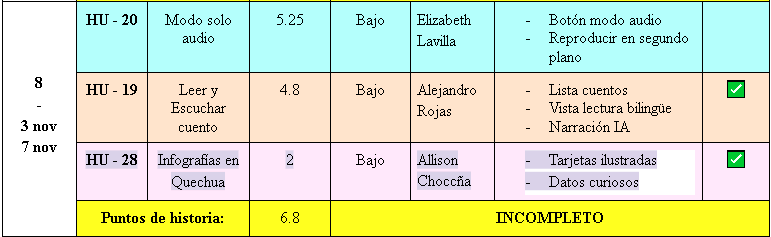 8
-
3 nov
7 nov
HU - 20
Modo solo
audio
5.25
Bajo
Elizabeth
Lavilla
- Botón modo audio
- Reproducir en segundo
plano
HU - 19
Leer y
Escuchar
cuento
4.8
Bajo
Alejandro
Rojas
- Lista cuentos
- Vista lectura bilingüe
- Narración IA
HU - 28
Infografías en
Quechua
2
Bajo
Allison
Choccña
- Tarjetas ilustradas
- Datos curiosos
Puntos de historia:
6.8
INCOMPLETO